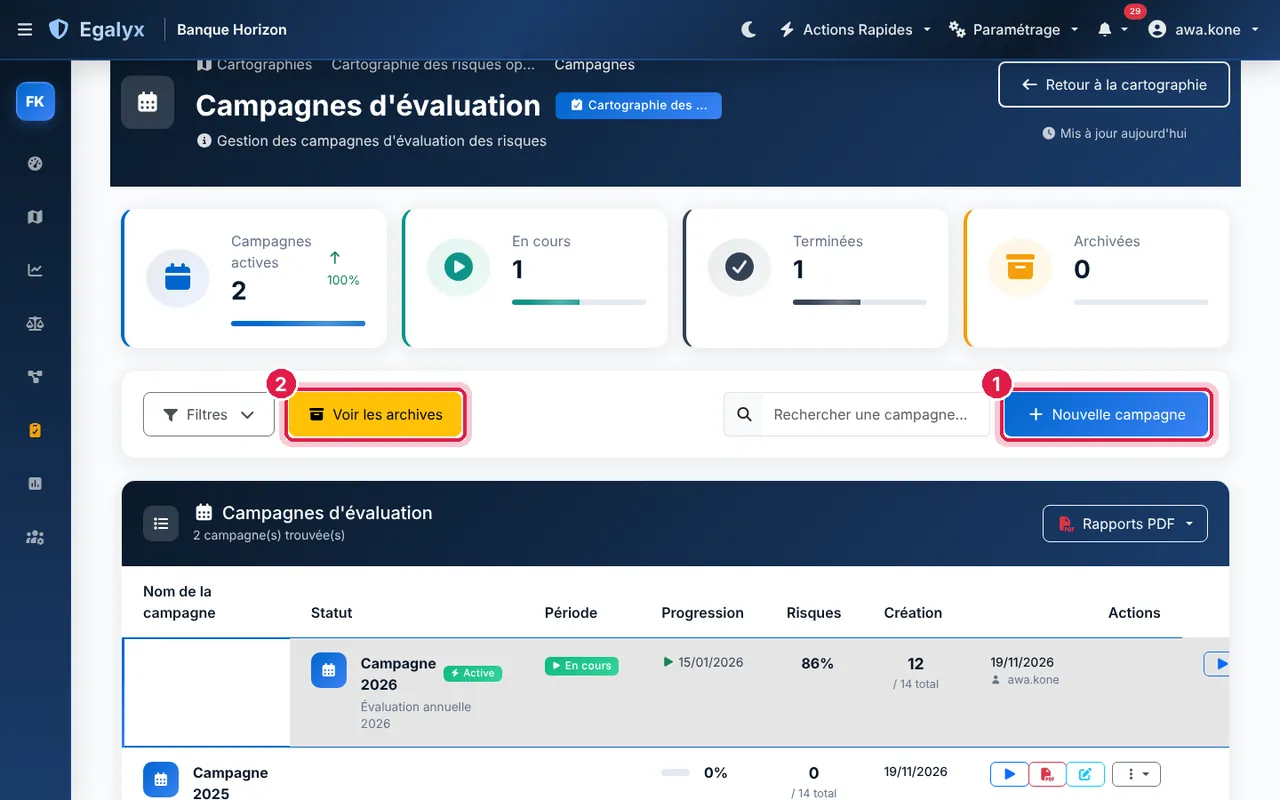 Egalyx
Banque Horizon
Actions Rapides
Paramétrage
29
awa.kone
FK
Cartographies
Cartographie des risques op...
Campagnes
Campagnes d'évaluation
Cartographie des ...
Gestion des campagnes d'évaluation des risques
Retour à la cartographie
Mis à jour aujourd'hui
Campagnes
actives
2
100%
En cours
1
Terminées
1
Archivées
0
Filtres
2
Voir les archives
Rechercher une campagne...
1
Nouvelle campagne
Campagnes d'évaluation
2 campagne(s) trouvée(s)
Rapports PDF
Nom de la
campagne
Statut
Période
Progression
Risques
Création
Actions
Campagne
2026
Active
Évaluation annuelle
2026
En cours
15/01/2026
86%
12
/ 14 total
19/11/2026
awa.kone
Campagne
2025
0%
0
/ 14 total
19/11/2026